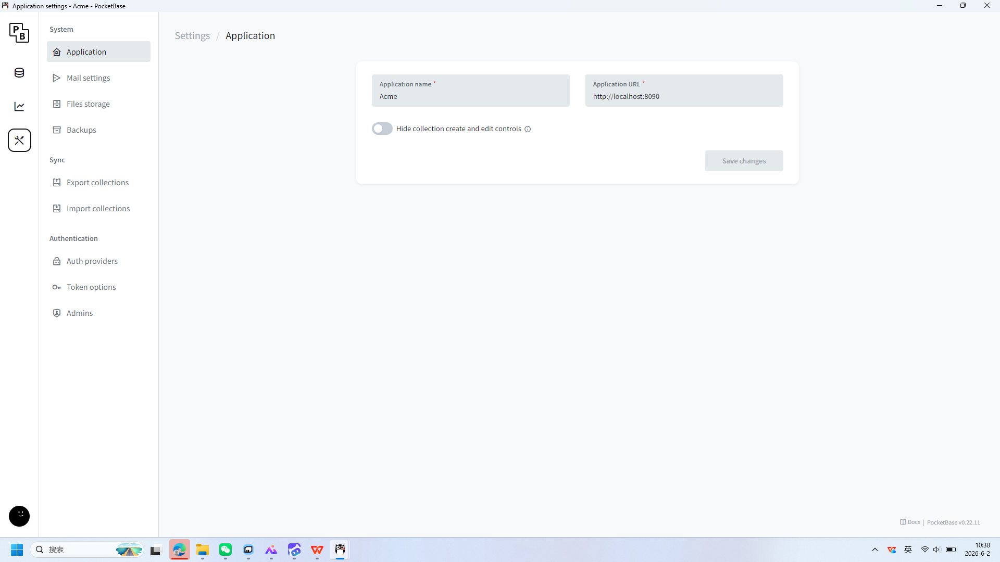 Application settings - Acme - PocketBase
P
B
System
Application
Mail settings
Files storage
Backups
Sync
Export collections
Import collections
Authentication
Auth providers
Token options
Admins
Settings / Application
Application name *
Acme
Application URL *
http://localhost:8090
Hide collection create and edit controls
Save changes
Docs | PocketBase v0.22.11
搜索
英
10:38
2026-6-2